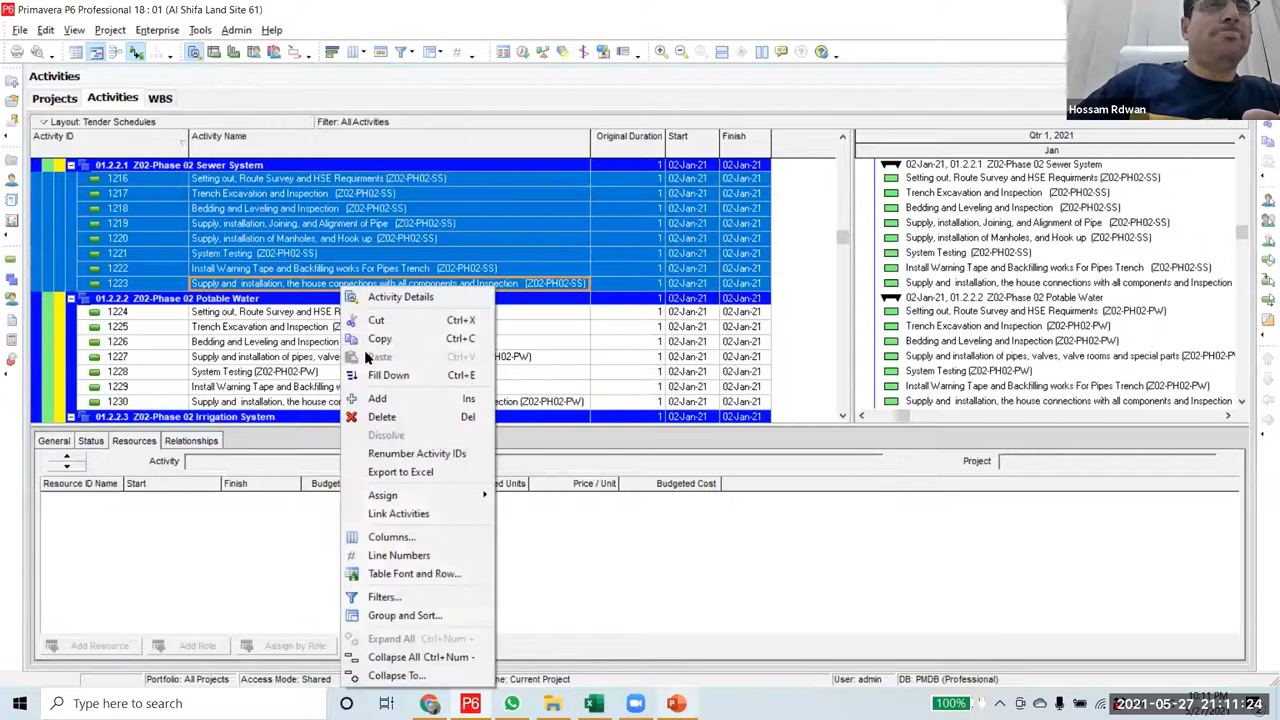 Primavera P6 Professional 18 : 01 (Al Shifa Land Site 61)
File Edit View Project Enterprise Tools Admin Help
Activities
Projects Activities WBS
Layout: Tender Schedules Filter: All Activities
Activity ID Activity Name Original Duration Start Finish Qtr 1, 2021
Jan
01.2.2.1 Z02-Phase 02 Sewer System 1 02-Jan-21 02-Jan-21 02-Jan-21, 01.2.2.1 Z02-Phase 02 Sewer System
1216 Setting out, Route Survey and HSE Requirments (Z02-PH02-SS) 1 02-Jan-21 02-Jan-21 Setting out, Route Survey and HSE Requirments (Z02-PH02-SS)
1217 Trench Excavation and Inspection (Z02-PH02-SS) 1 02-Jan-21 02-Jan-21 Trench Excavation and Inspection (Z02-PH02-SS)
1218 Bedding and Leveling and Inspection (Z02-PH02-SS) 1 02-Jan-21 02-Jan-21 Bedding and Leveling and Inspection (Z02-PH02-SS)
1219 Supply, installation, Joining, and Alignment of Pipe (Z02-PH02-SS) 1 02-Jan-21 02-Jan-21 Supply, installation, Joining, and Alignment of Pipe (Z02-PH02-SS)
1220 Supply, installation of Manholes, and Hook up (Z02-PH02-SS) 1 02-Jan-21 02-Jan-21 Supply, installation of Manholes, and Hook up (Z02-PH02-SS)
1221 System Testing (Z02-PH02-SS) 1 02-Jan-21 02-Jan-21 System Testing (Z02-PH02-SS)
1222 Install Warning Tape and Backfilling works For Pipes Trench (Z02-PH02-SS) 1 02-Jan-21 02-Jan-21 Install Warning Tape and Backfilling works For Pipes Trench (Z02-PH02-SS)
1223 Supply and installation, the house connections with all components and Inspection (Z02-PH02-SS) 1 02-Jan-21 02-Jan-21 Supply and installation, the house connections with all components and Inspection
01.2.2.2 Z02-Phase 02 Potable Water 1 02-Jan-21 02-Jan-21 02-Jan-21, 01.2.2.2 Z02-Phase 02 Potable Water
1224 Setting out, Route Survey and HSE 1 02-Jan-21 02-Jan-21 Setting out, Route Survey and HSE Requirments (Z02-PH02-PW)
1225 Trench Excavation and Inspection 1 02-Jan-21 02-Jan-21 Trench Excavation and Inspection (Z02-PH02-PW)
1226 Bedding and Leveling and Inspection 1 02-Jan-21 02-Jan-21 Bedding and Leveling and Inspection (Z02-PH02-PW)
1227 Supply and installation of pipes, valves 02-PH02-PW) 1 02-Jan-21 02-Jan-21 Supply and installation of pipes, valves, valve rooms and special parts (Z02-PH02-PW)
1228 System Testing (Z02-PH02-PW) 1 02-Jan-21 02-Jan-21 System Testing (Z02-PH02-PW)
1229 Install Warning Tape and Backfilling w 1 02-Jan-21 02-Jan-21 Install Warning Tape and Backfilling works For Pipes Trench (Z02-PH02-PW)
1230 Supply and installation, the house co ection (Z02-PH02-PW) 1 02-Jan-21 02-Jan-21 Supply and installation, the house connections with all components and Inspection
01.2.2.3 Z02-Phase 02 Irrigation System 1 02-Jan-21 02-Jan-21
Activity Details
Cut Ctrl+X
Copy Ctrl+C
Paste Ctrl+V
Fill Down Ctrl+E
Add Ins
Delete Del
Dissolve
Renumber Activity IDs
Export to Excel
Assign
Link Activities
Columns...
Line Numbers
Table Font and Row...
Filters...
Group and Sort...
Expand All Ctrl+Num +
Collapse All Ctrl+Num -
Collapse To...
General Status Resources Relationships
Activity Project
Resource ID Name Start Finish Units Price / Unit Budgeted Cost
Add Resource Add Role Assign by Role
Portfolio: All Projects Access Mode: Shared Current Project User: admin DB: PMDB (Professional)
Type here to search
100%
10:11 PM
5/27/2021
2021-05-27 21:11:24
Hossam Rdwan